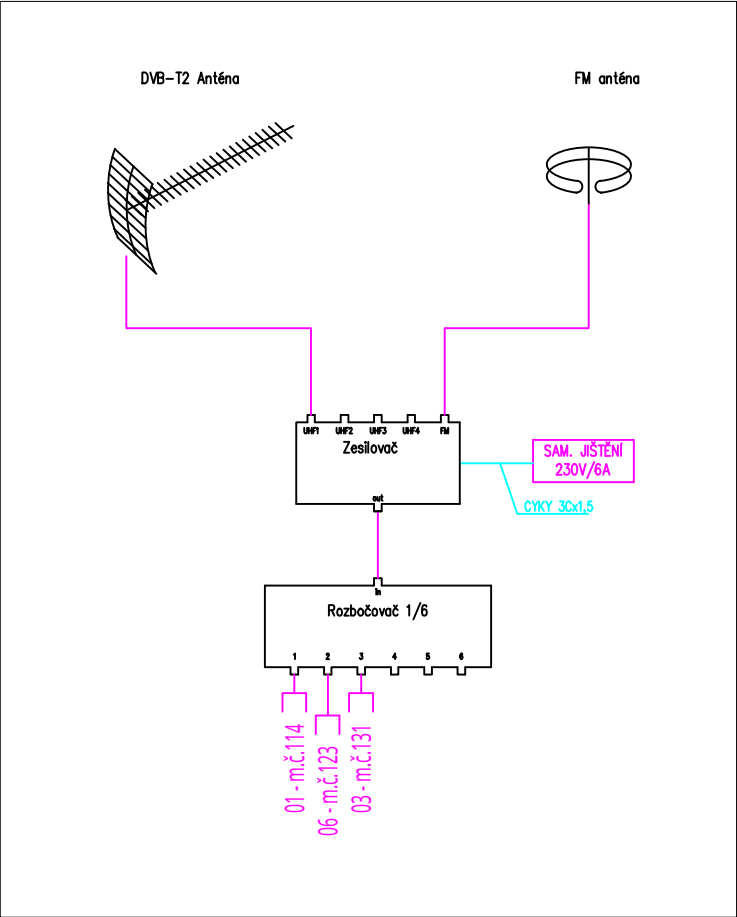 DVB-T2 Anténa
FM anténa
UHF1 UHF2 UHF3 UHF4 FM
Zesilovač
SAM. JIŠTĚNÍ
230V/6A
out
CYKY 3Cx1,5
in
Rozbočovač 1/6
1 2 3 4 5 6
01 - m.č.114
06 - m.č.123
03 - m.č.131